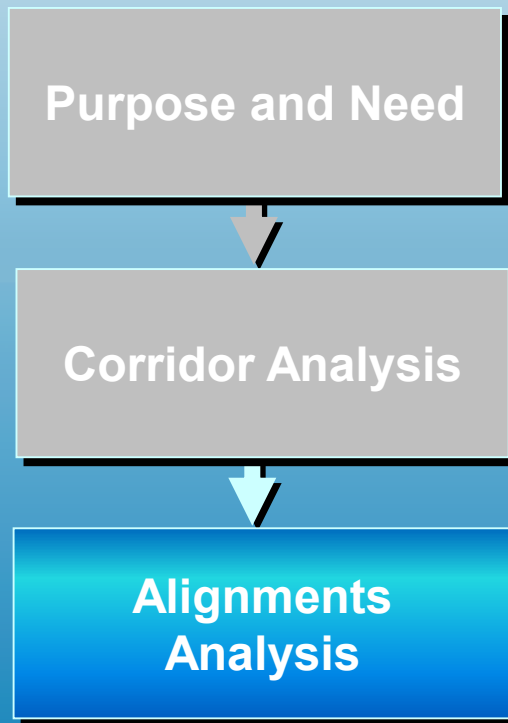 Purpose and Need
Corridor Analysis
Alignments
Analysis